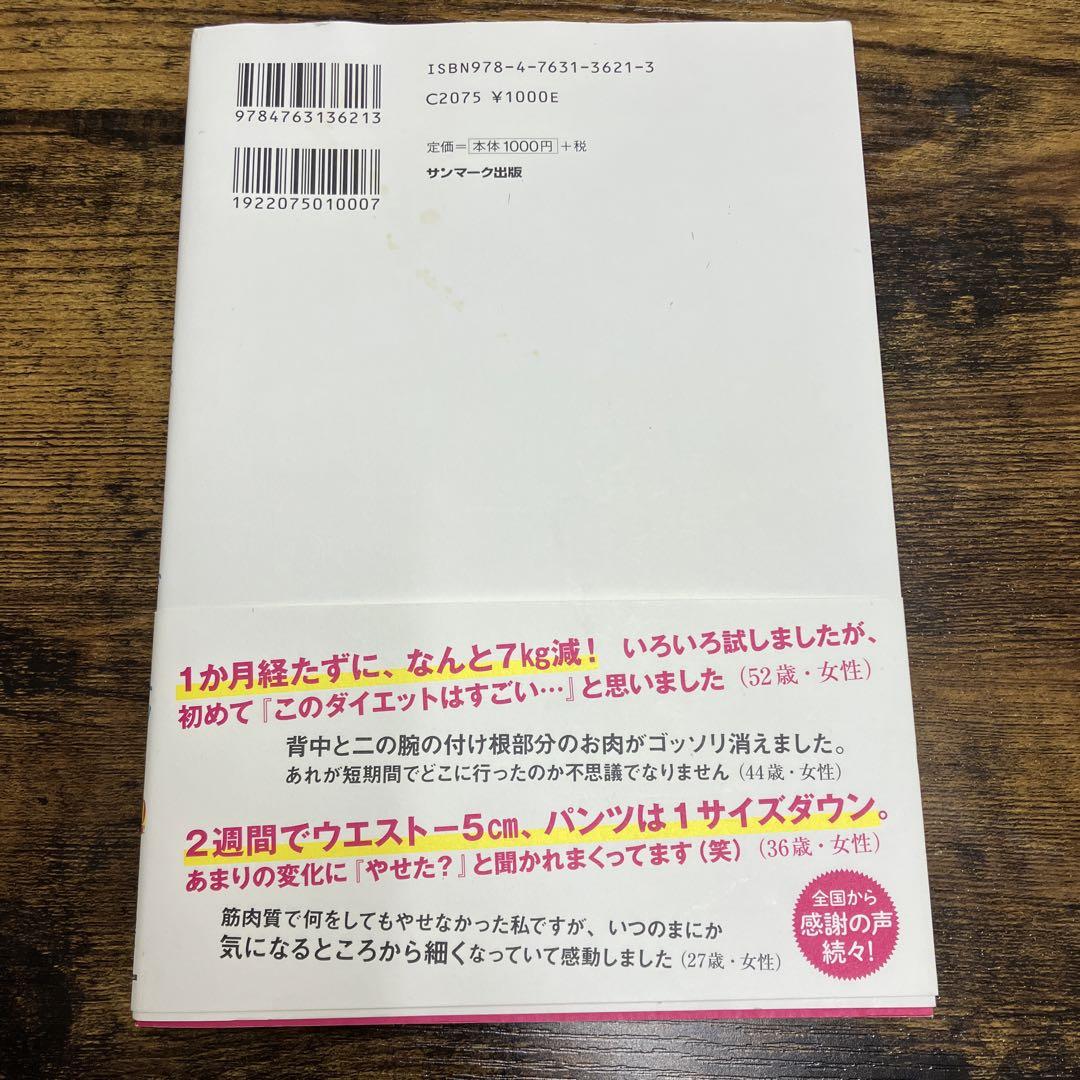 9784763136213
ISBN978-4-7631-3621-3
C2075 ¥1000E
1922075010007
定価=本体1000円+税
サンマーク出版
1か月経たずに、なんと7kg減! いろいろ試しましたが、
初めて『このダイエットはすごい…』と思いました(52歳・女性)
背中と二の腕の付け根部分のお肉がゴッソリ消えました。
あれが短期間でどこに行ったのか不思議でなりません(44歳・女性)
2週間でウエストー5cm、パンツは1サイズダウン。
あまりの変化に『やせた?』と聞かれまくってます(笑)(36歳・女性)
筋肉質で何をしてもやせなかった私ですが、いつのまにか
気になるところから細くなっていて感動しました(27歳・女性)
全国から
感謝の声
続々!